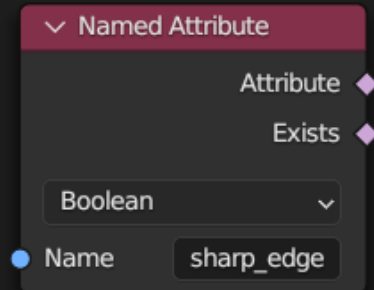 Named Attribute
Attribute
Exists
Boolean
Name sharp_edge